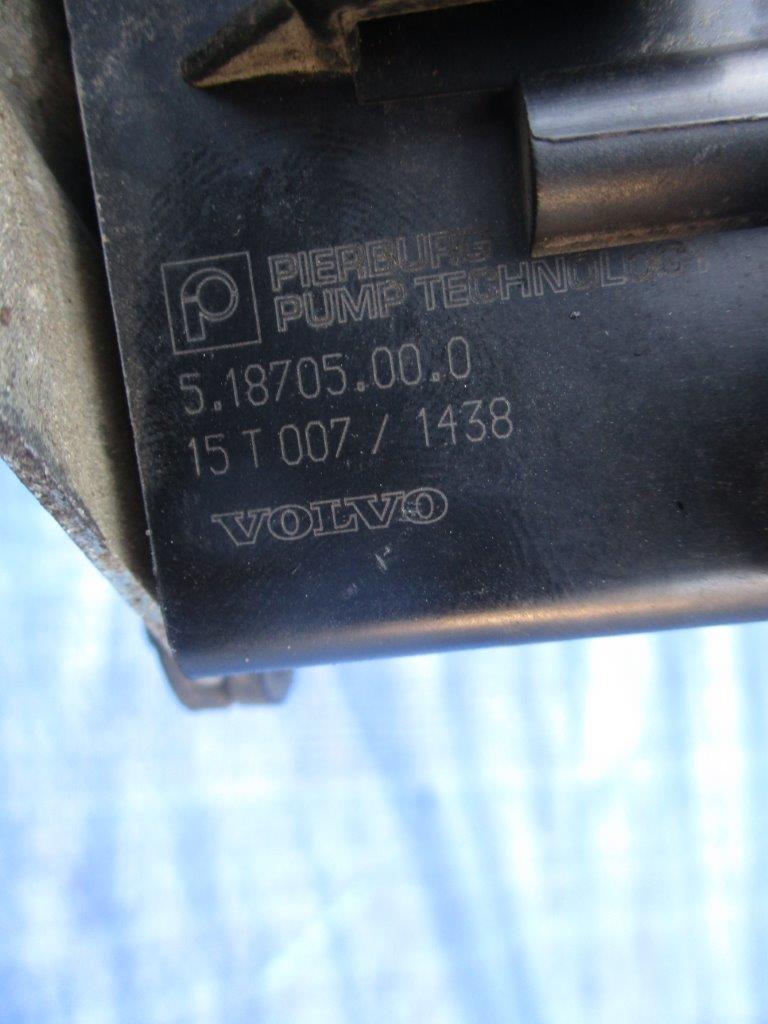 PIERBURG
PUMP TECHNOLOGY
5.18705.00.0
15 T 007 / 1438
VOLVO